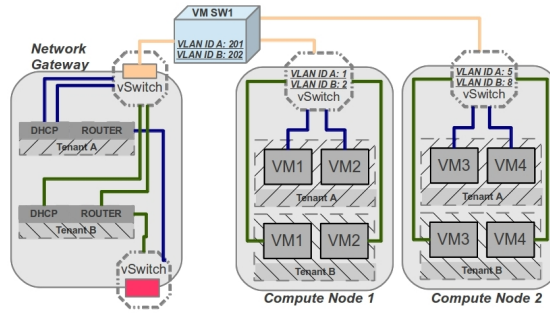 VM SW1
VLAN ID A: 201
VLAN ID B: 202
Network
Gateway
vSwitch
DHCP ROUTER
Tenant A
DHCP ROUTER
Tenant B
vSwitch
VLAN ID A: 1
VLAN ID B: 2
vSwitch
VM1 VM2
Tenant A
VM1 VM2
Tenant B
Compute Node 1
VLAN ID A: 5
VLAN ID B: 8
vSwitch
VM3 VM4
Tenant A
VM3 VM4
Tenant B
Compute Node 2